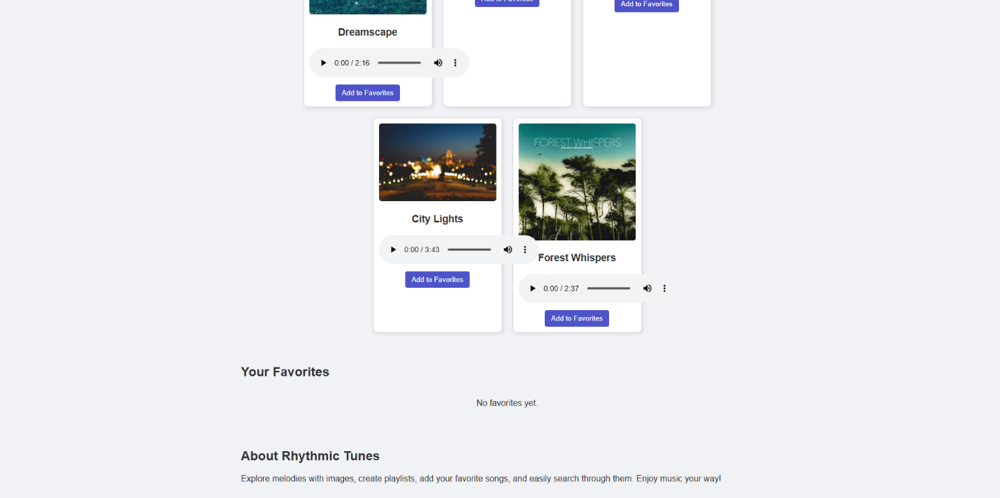 Add to Favorites
Add to Favorites
Dreamscape
0:00 / 2:16
Add to Favorites
FOREST WHISPERS
City Lights
0:00 / 3:43
Add to Favorites
Forest Whispers
0:00 / 2:37
Add to Favorites
Your Favorites
No favorites yet.
About Rhythmic Tunes
Explore melodies with images, create playlists, add your favorite songs, and easily search through them. Enjoy music your way!